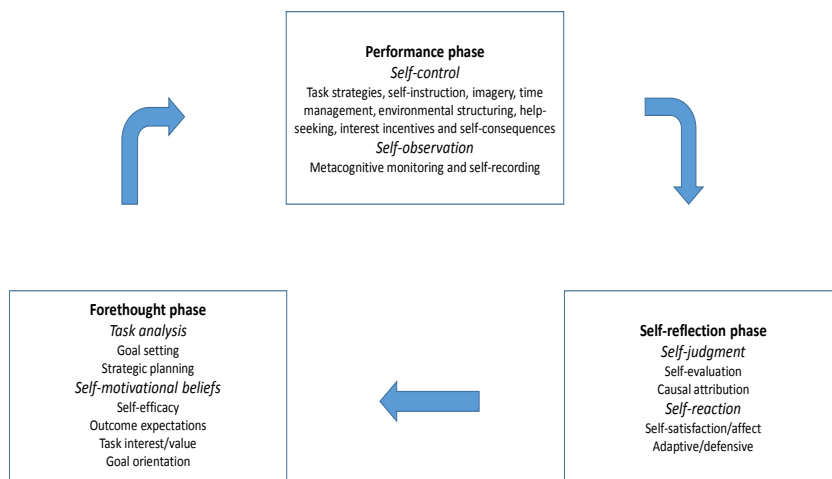 Performance phase
Self-control
Task strategies, self-instruction, imagery, time
management, environmental structuring, help-
seeking, interest incentives and self-consequences
Self-observation
Metacognitive monitoring and self-recording
Forethought phase
Task analysis
Goal setting
Strategic planning
Self-motivational beliefs
Self-efficacy
Outcome expectations
Task interest/value
Goal orientation
Self-reflection phase
Self-judgment
Self-evaluation
Causal attribution
Self-reaction
Self-satisfaction/affect
Adaptive/defensive